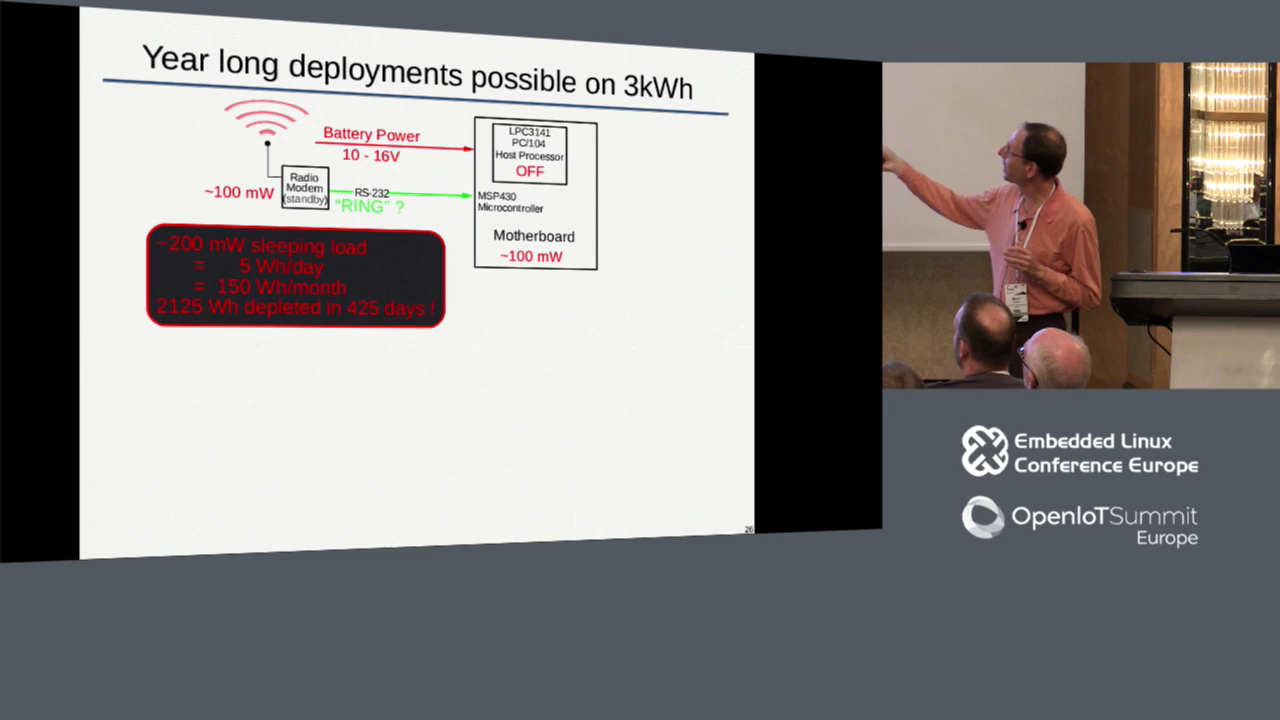 Year long deployments possible on 3kWh
Battery Power
10 - 16V
LPC3141
PC/104
Host Processor
OFF
Radio
Modem
(standby)
~100 mW
RS-232
"RING" ?
MSP430
Microcontroller
Motherboard
~100 mW
~200 mW sleeping load
= 5 Wh/day
= 150 Wh/month
2125 Wh depleted in 425 days !
26
Embedded Linux
Conference Europe
OpenIoTSummit
Europe